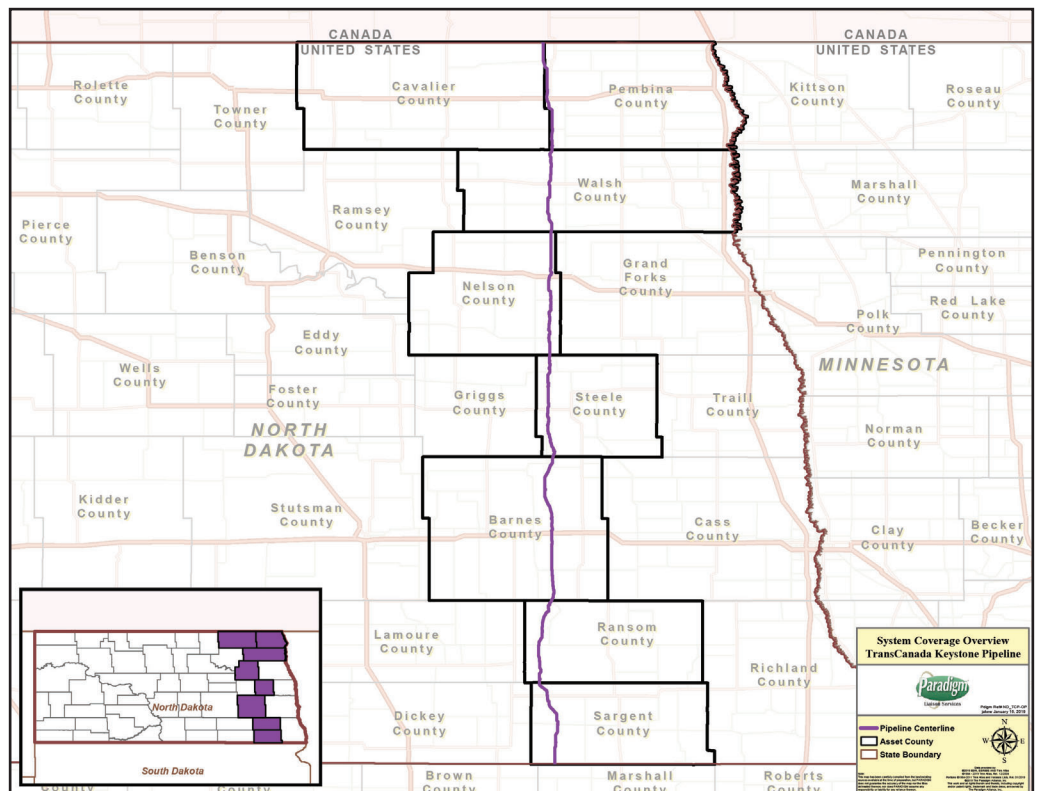 CANADA
UNITED STATES
CANADA
UNITED STATES
Rolette
County
Towner
County
Cavalier
County
Pembina
County
Kittson
County
Roseau
County
Walsh
County
Marshall
County
Ramsey
County
Pierce
County
Benson
County
Nelson
County
Grand
Forks
County
Pennington
County
Red Lake
County
Polk
County
Eddy
County
Wells
County
Foster
County
Griggs
County
Steele
County
Traill
County
MINNESOTA
Norman
County
NORTH
DAKOTA
Kidder
County
Stutsman
County
Barnes
County
Cass
County
Clay
County
Becker
County
Lamoure
County
Ransom
County
Richland
County
Dickey
County
Sargent
County
Brown
County
Marshall
County
Roberts
County
North Dakota
South Dakota
System Coverage Overview
TransCanada Keystone Pipeline
Paradigm
Liaison Services
Pipeline Centerline
Asset County
State Boundary
N
W
E
S